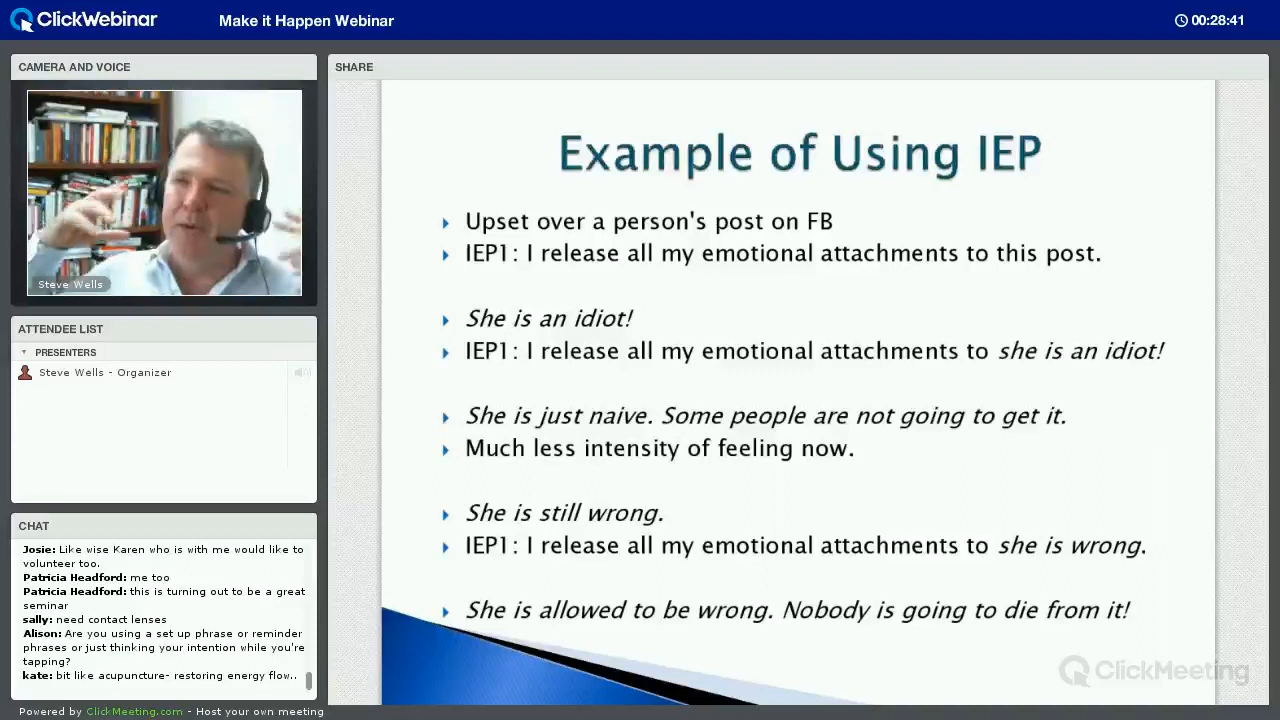 ClickWebinar
Make it Happen Webinar
00:28:41
CAMERA AND VOICE
Steve Wells
ATTENDEE LIST
PRESENTERS
Steve Wells - Organizer
CHAT
Josie: Like wise Karen who is with me would like to
volunteer too.
Patricia Headford: me too
Patricia Headford: this is turning out to be a great
seminar
sally: need contact lenses
Alison: Are you using a set up phrase or reminder
phrases or just thinking your intention while you're
tapping?
kate: bit like acupuncture- restoring energy flow..
SHARE
Example of Using IEP
Upset over a person's post on FB
IEP1: I release all my emotional attachments to this post.
She is an idiot!
IEP1: I release all my emotional attachments to she is an idiot!
She is just naive. Some people are not going to get it.
Much less intensity of feeling now.
She is still wrong.
IEP1: I release all my emotional attachments to she is wrong.
She is allowed to be wrong. Nobody is going to die from it!
ClickMeeting
Powered by ClickMeeting.com - Host your own meeting